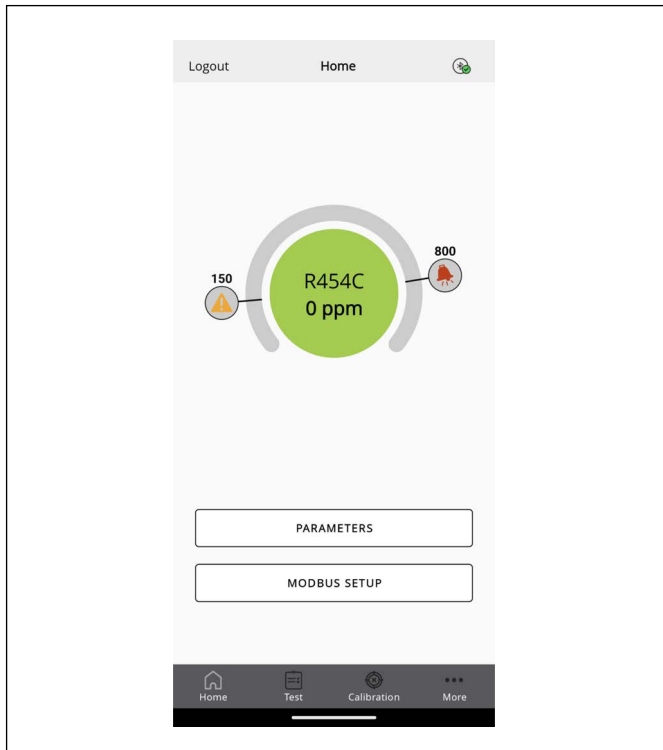 Logout Home
800
150
R454C
0 ppm
PARAMETERS
MODBUS SETUP
Home Test Calibration More